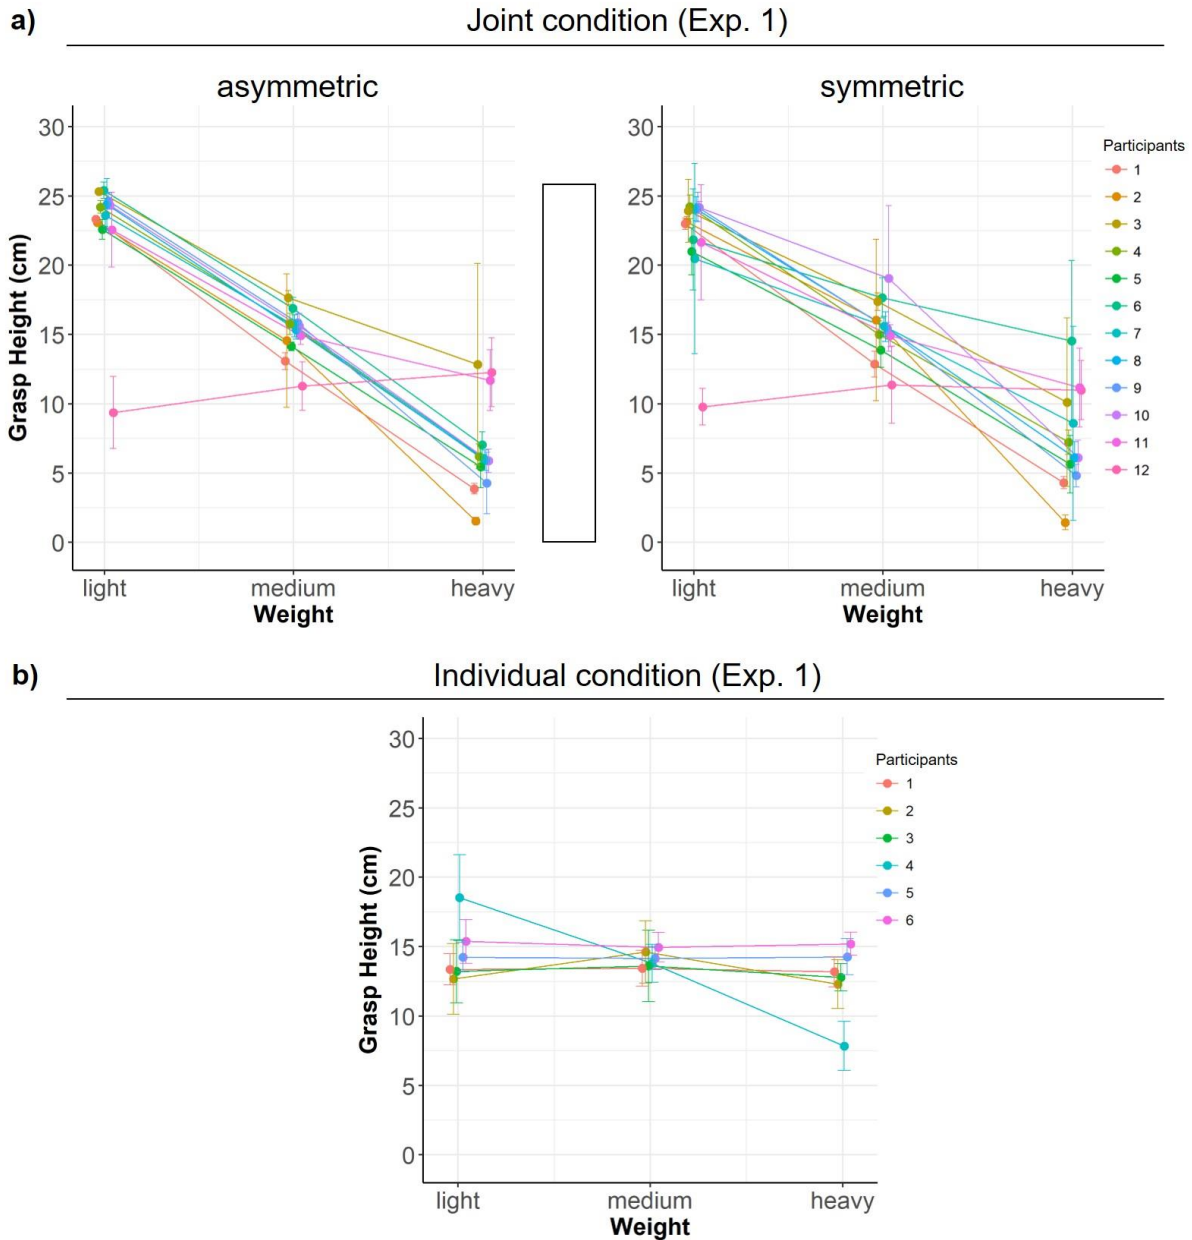 a)
Joint condition (Exp. 1)
asymmetric
symmetric
Grasp Height (cm)
30
25
20
15
10
5
0
light medium heavy
Weight
30
25
20
15
10
5
0
light medium heavy
Weight
Participants
1
2
3
4
5
6
7
8
9
10
11
12
b)
Individual condition (Exp. 1)
Grasp Height (cm)
30
25
20
15
10
5
0
light medium heavy
Weight
Participants
1
2
3
4
5
6